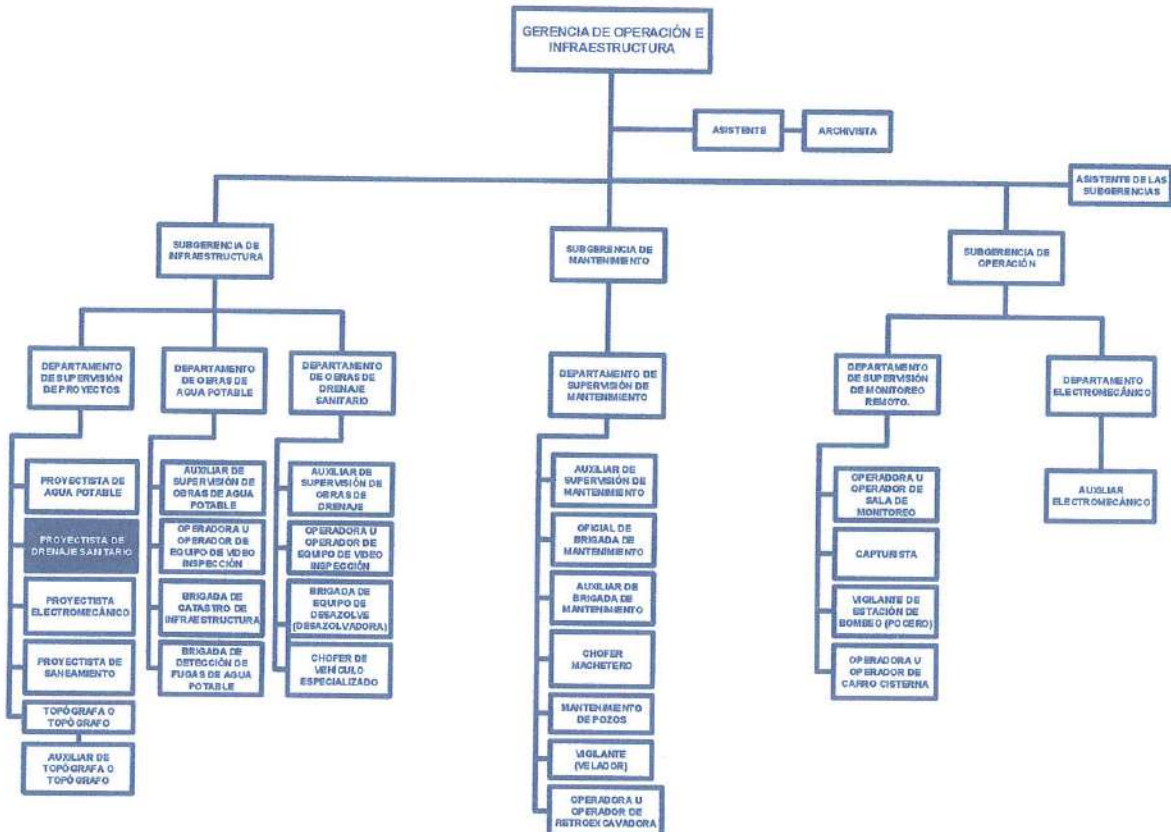 GERENCIA DE OPERACIÓN E
INFRAESTRUCTURA
ASISTENTE
ARCHIVISTA
ASISTENTE DE LAS
SUBGERENCIAS
SUBGERENCIA DE
INFRAESTRUCTURA
SUBGERENCIA DE
MANTENIMIENTO
SUBGERENCIA DE
OPERACIÓN
DEPARTAMENTO
DE SUPERVISIÓN
DE PROYECTOS
DEPARTAMENTO
DE OBRAS DE
AGUA POTABLE
DEPARTAMENTO
DE OBRAS DE
DRENAJE
SANITARIO
DEPARTAMENTO DE
SUPERVISIÓN DE
MANTENIMIENTO
DEPARTAMENTO
DE SUPERVISIÓN
DE MONITOREO
REMOTO.
DEPARTAMENTO
ELECTROMECÁNICO
PROYECTISTA DE
AGUA POTABLE
PROYECTISTA DE
DRENAJE SANITARIO
PROYECTISTA
ELECTROMECÁNICO
PROYECTISTA DE
SANEAMIENTO
TOPÓGRAFA O
TOPÓGRAFO
AUXILIAR DE
TOPÓGRAFA O
TOPÓGRAFO
AUXILIAR DE
SUPERVISIÓN DE
OBRAS DE AGUA
POTABLE
OPERADORA U
OPERADOR DE
EQUIPO DE VIDEO
INSPECCIÓN
BRIGADA DE
CATASTRO DE
INFRAESTRUCTURA
BRIGADA DE
DETECCIÓN DE
FUGAS DE AGUA
POTABLE
AUXILIAR DE
SUPERVISIÓN DE
OBRAS DE
DRENAJE
OPERADORA U
OPERADOR DE
EQUIPO DE VIDEO
INSPECCIÓN
BRIGADA DE
EQUIPO DE
DESAZOLVE
(DESAZOLVADORA)
CHOFER DE
VEHÍCULO
ESPECIALIZADO
AUXILIAR DE
SUPERVISIÓN DE
MANTENIMIENTO
OFICIAL DE
BRIGADA DE
MANTENIMIENTO
AUXILIAR DE
BRIGADA DE
MANTENIMIENTO
CHOFER
MACHETERO
MANTENIMIENTO
DE POZOS
VIGILANTE
(VELADOR)
OPERADORA U
OPERADOR DE
RETROEXCAVADORA
OPERADORA U
OPERADOR DE
SALA DE
MONITOREO
CAPTURISTA
VIGILANTE DE
ESTACIÓN DE
BOMBEO (POCERO)
OPERADORA U
OPERADOR DE
CARRO CISTERNA
AUXILIAR
ELECTROMECÁNICO